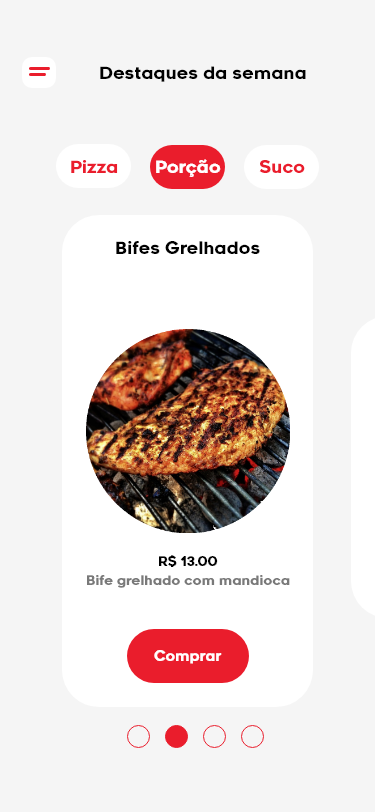 Destaques da semana
Pizza
Porção
Suco
Bifes Grelhados
R$ 13.00
Bife grelhado com mandioca
Comprar